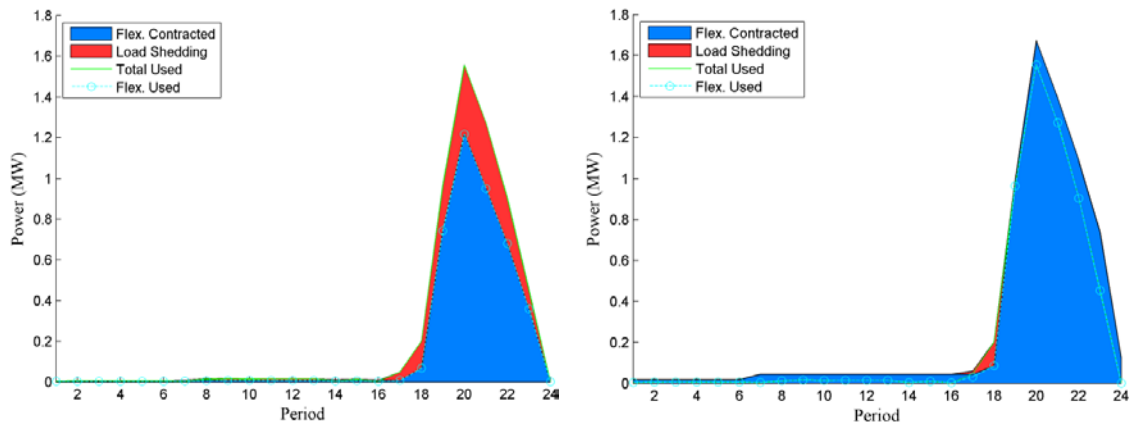 1.8
1.6
1.4
1.2
1
0.8
0.6
0.4
0.2
0
Power (MW)
Flex. Contracted
Load Shedding
Total Used
Flex. Used
2 4 6 8 10 12 14 16 18 20 22 24
Period
1.8
1.6
1.4
1.2
1
0.8
0.6
0.4
0.2
0
Power (MW)
Flex. Contracted
Load Shedding
Total Used
Flex. Used
2 4 6 8 10 12 14 16 18 20 22 24
Period